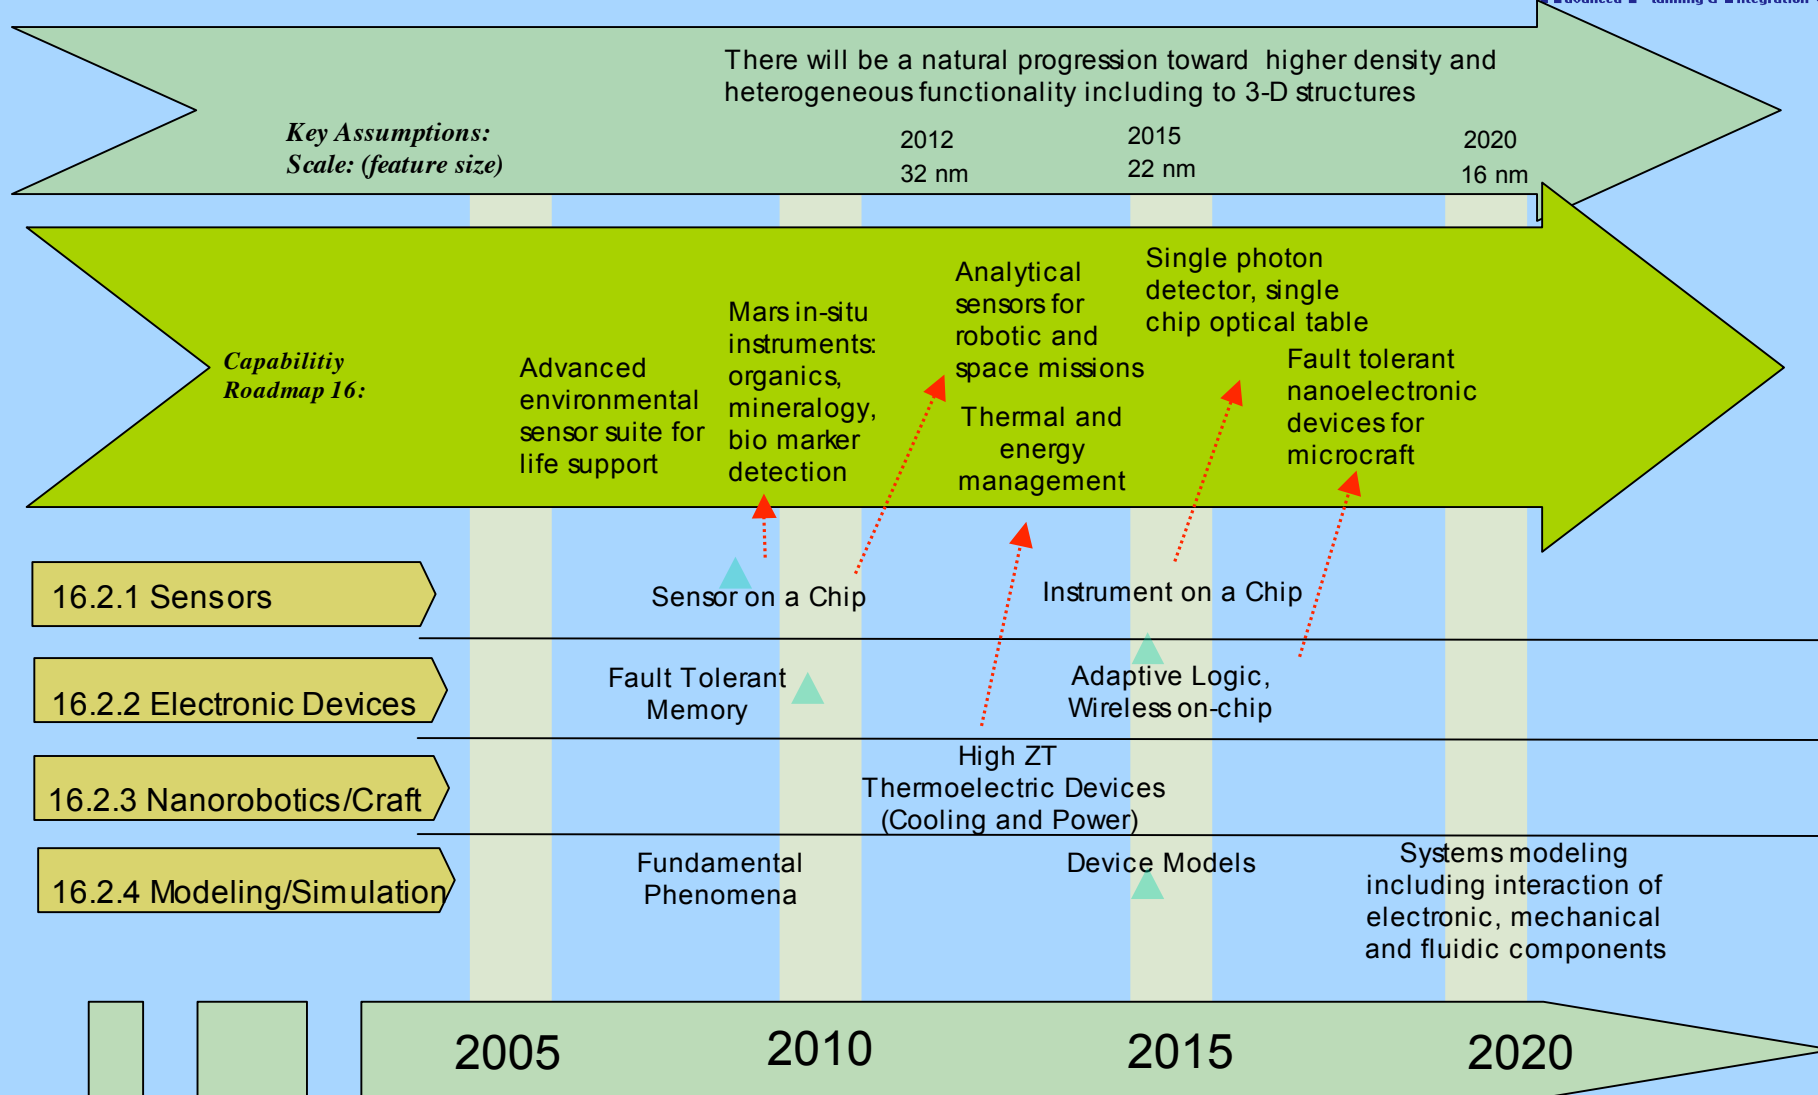 There will be a natural progression toward higher density and
heterogeneous functionality including to 3-D structures
Key Assumptions:
Scale: (feature size)
2012
32 nm
2015
22 nm
2020
16 nm
Capabilitiy
Roadmap 16:
Advanced
environmental
sensor suite for
life support
Mars in-situ
instruments:
organics,
mineralogy,
bio marker
detection
Analytical
sensors for
robotic and
space missions
Thermal and
energy
management
Single photon
detector, single
chip optical table
Fault tolerant
nanoelectronic
devices for
microcraft
16.2.1 Sensors
Sensor on a Chip
Instrument on a Chip
16.2.2 Electronic Devices
Fault Tolerant
Memory
Adaptive Logic,
Wireless on-chip
16.2.3 Nanorobotics/Craft
High ZT
Thermoelectric Devices
(Cooling and Power)
16.2.4 Modeling/Simulation
Fundamental
Phenomena
Device Models
Systems modeling
including interaction of
electronic, mechanical
and fluidic components
2005
2010
2015
2020